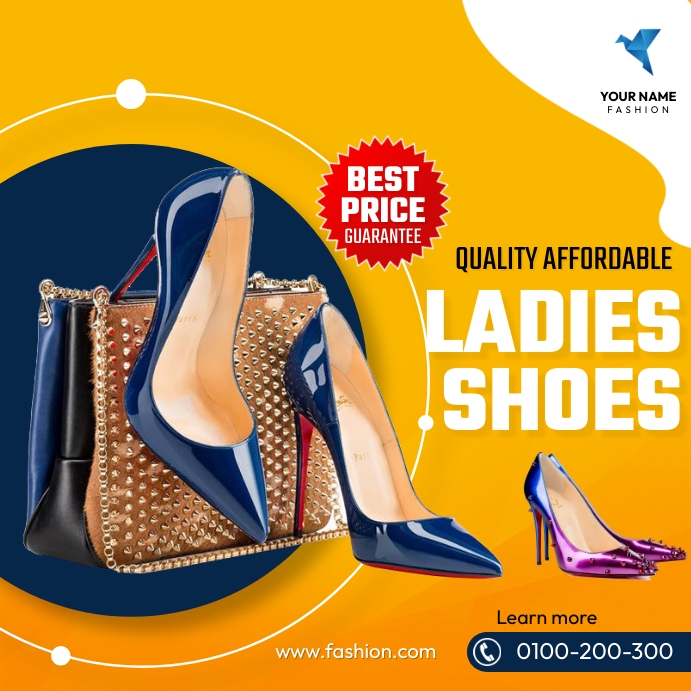 YOUR NAME
FASHION
BEST
PRICE
GUARANTEE
QUALITY AFFORDABLE
LADIES
SHOES
Learn more
www.fashion.com
0100-200-300